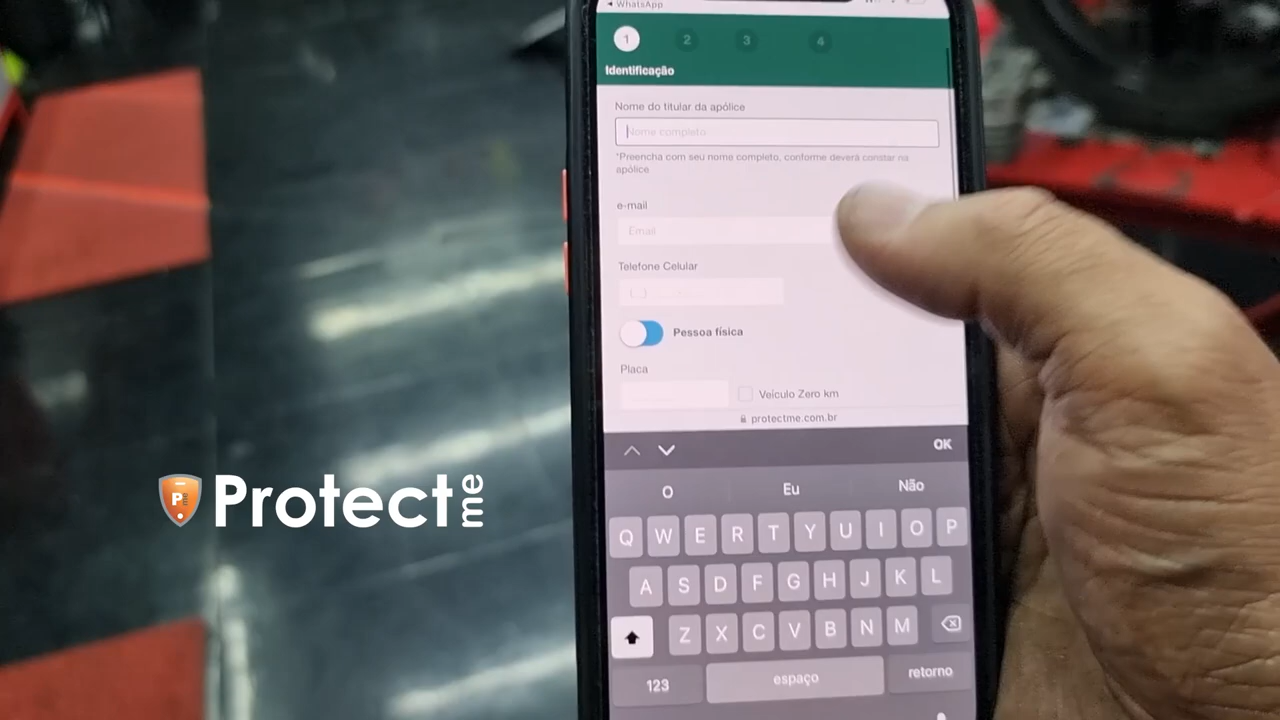 WhatsApp
1 2 3 4
Identificação
Nome do titular da apólice
Nome completo
*Preencha com seu nome completo, conforme deverá constar na
apólice
e-mail
Email
Telefone Celular
Pessoa física
Placa
Veículo Zero km
protectme.com.br
OK
O Eu Não
Q W E R T Y U I O P
A S D F G H J K L
Z X C V B N M
123 espaço retorno
P me
Protect me